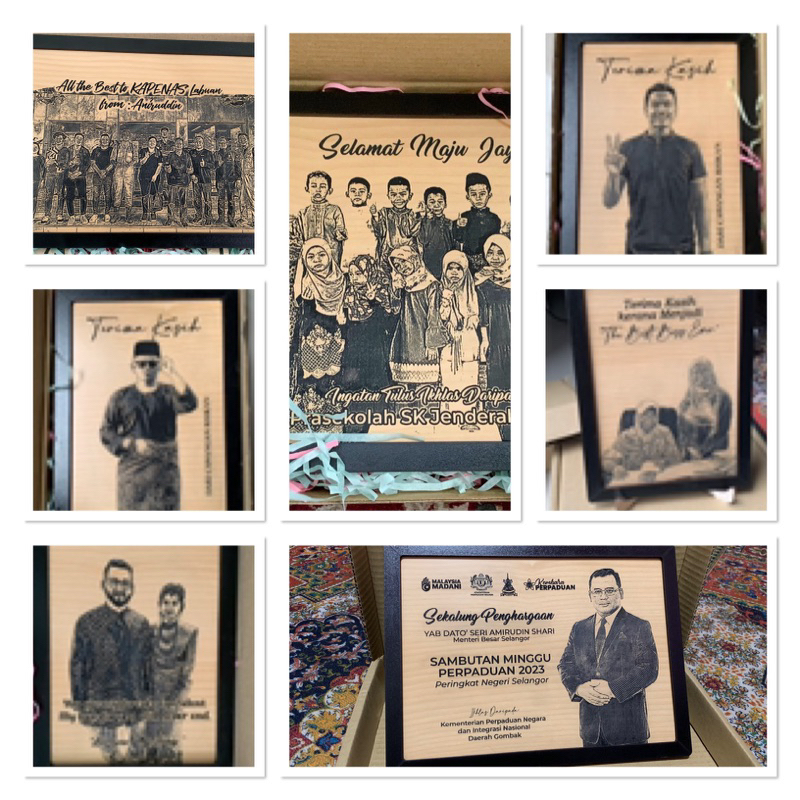 All the Best to KAPENAS, Labuan
from : Aniruddin
Selamat Maju Jay
Ingatan Tulus Ikhlas Daripa
rasekolah SK Jenderal
Terima Kasih
Terima Kasih
Terima Kasih
kerana Menjadi
"The Best Boss Ever"
MALAYSIA
MADANI
Kembara
PERPADUAN
Sekalung Penghargaan
YAB DATO' SERI AMIRUDIN SHARI
Menteri Besar Selangor
SAMBUTAN MINGGU
PERPADUAN 2023
Peringkat Negeri Selangor
Ikhlas Daripada
Kementerian Perpaduan Negara
dan Integrasi Nasional
Daerah Gombak